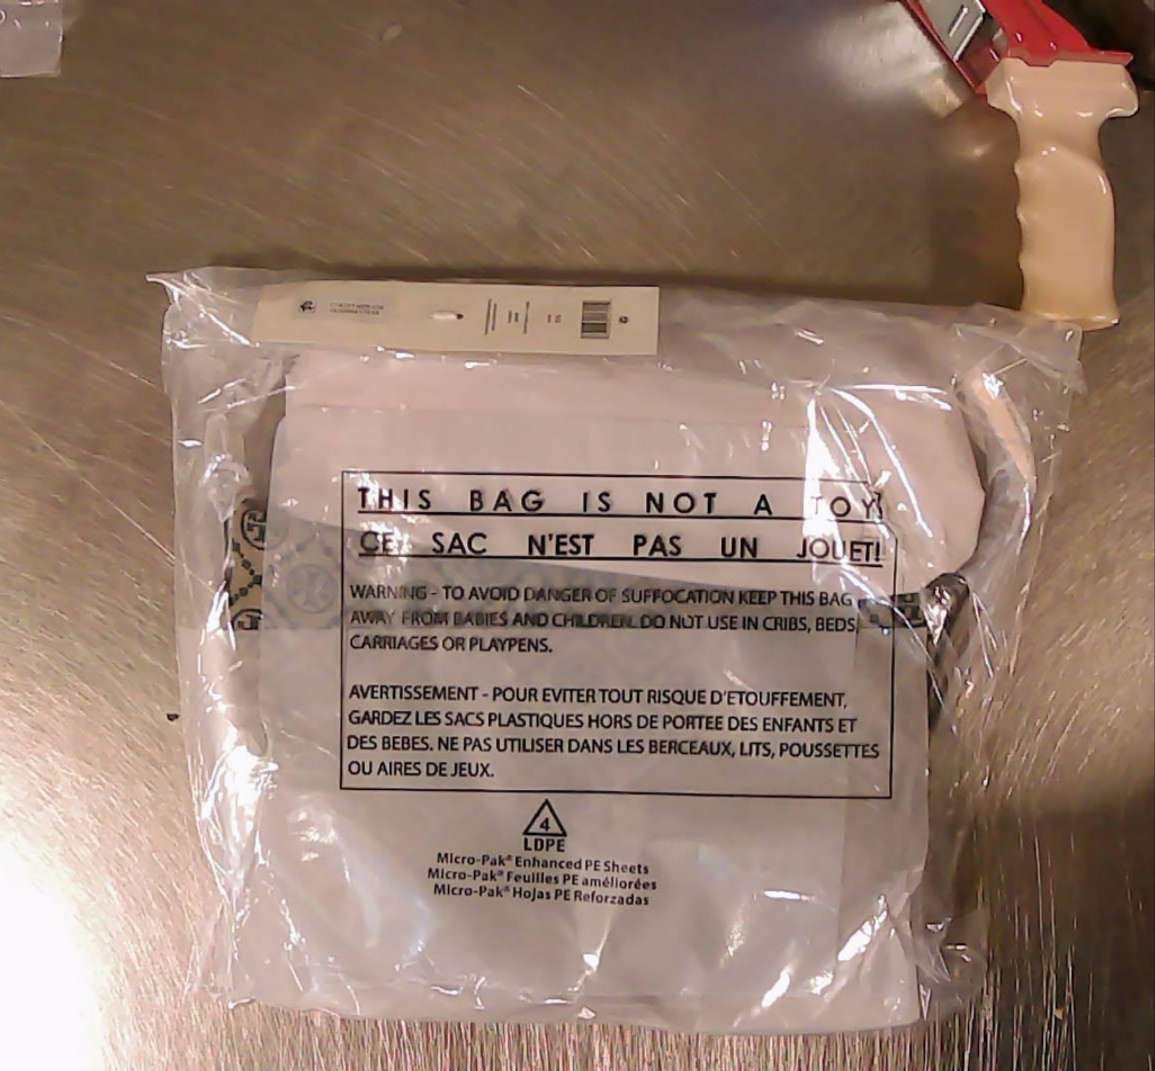 THIS BAG IS NOT A TOY!
CE SAC N'EST PAS UN JOUET!
WARNING - TO AVOID DANGER OF SUFFOCATION KEEP THIS BAG
AWAY FROM BABIES AND CHILDREN. DO NOT USE IN CRIBS, BEDS,
CARRIAGES OR PLAYPENS.
AVERTISSEMENT - POUR EVITER TOUT RISQUE D'ETOUFFEMENT,
GARDEZ LES SACS PLASTIQUES HORS DE PORTEE DES ENFANTS ET
DES BEBES. NE PAS UTILISER DANS LES BERCEAUX, LITS, POUSSETTES
OU AIRES DE JEUX.
4
LDPE
Micro-Pak® Enhanced PE Sheets
Micro-Pak® Feuilles PE améliorées
Micro-Pak® Hojas PE Reforzadas